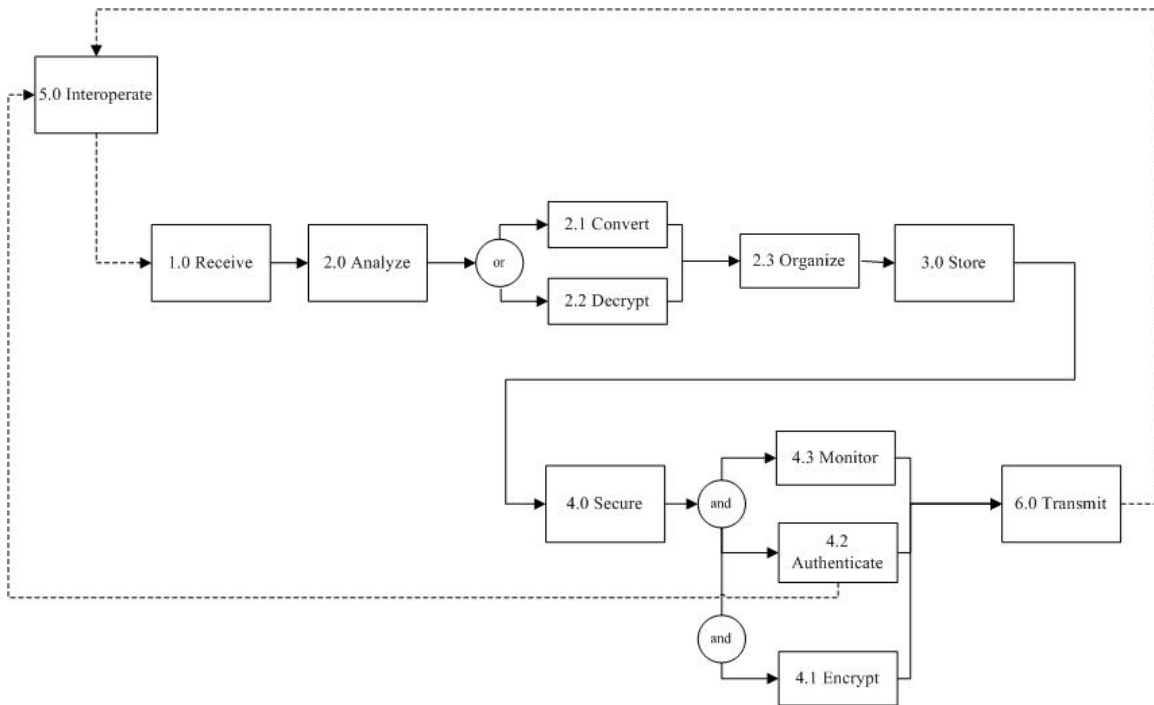 5.0 Interoperate
1.0 Receive
2.0 Analyze
or
2.1 Convert
2.2 Decrypt
2.3 Organize
3.0 Store
4.0 Secure
and
4.3 Monitor
4.2
Authenticate
and
4.1 Encrypt
6.0 Transmit